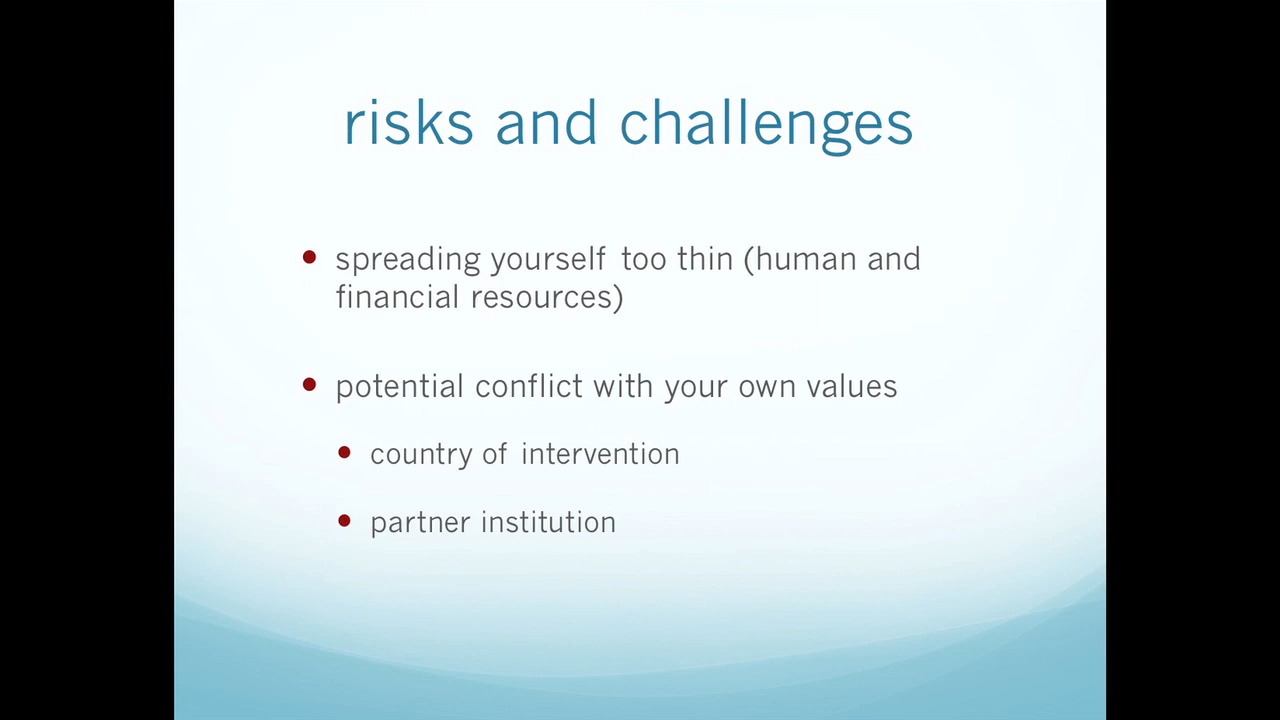 risks and challenges
• spreading yourself too thin (human and
financial resources)
• potential conflict with your own values
• country of intervention
• partner institution